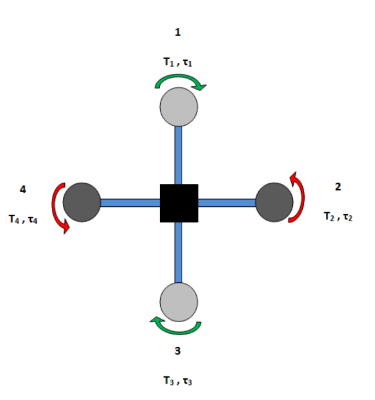 1
T₁ , τ₁
4
2
T₄ , τ₄
T₂ , τ₂
3
T₃ , τ₃